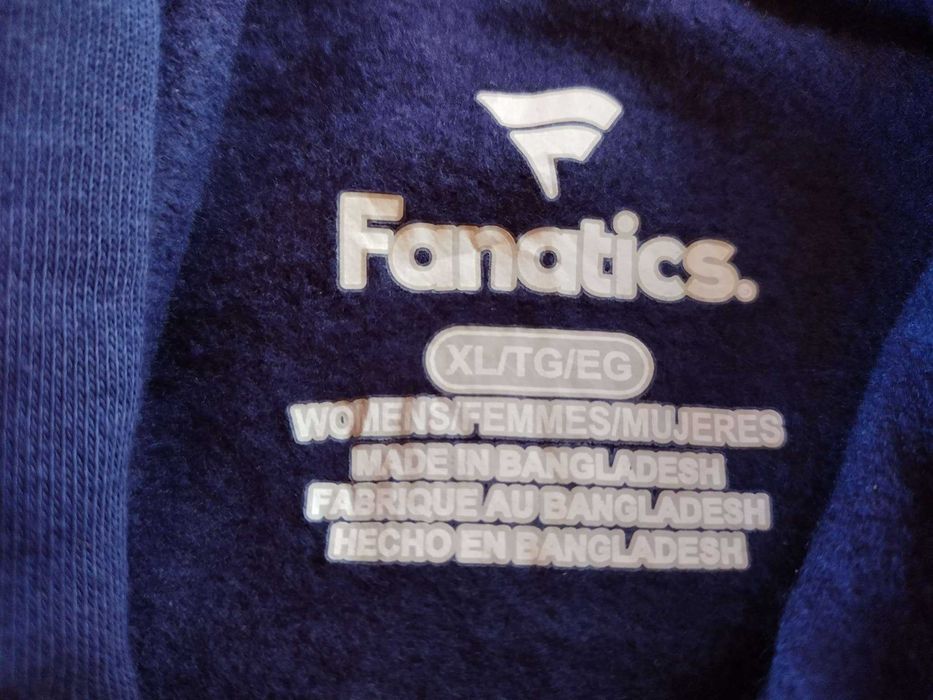 Fanatics.
XL/TG/EG
WOMENS/FEMMES/MUJERES
MADE IN BANGLADESH
FABRIQUE AU BANGLADESH
HECHO EN BANGLADESH